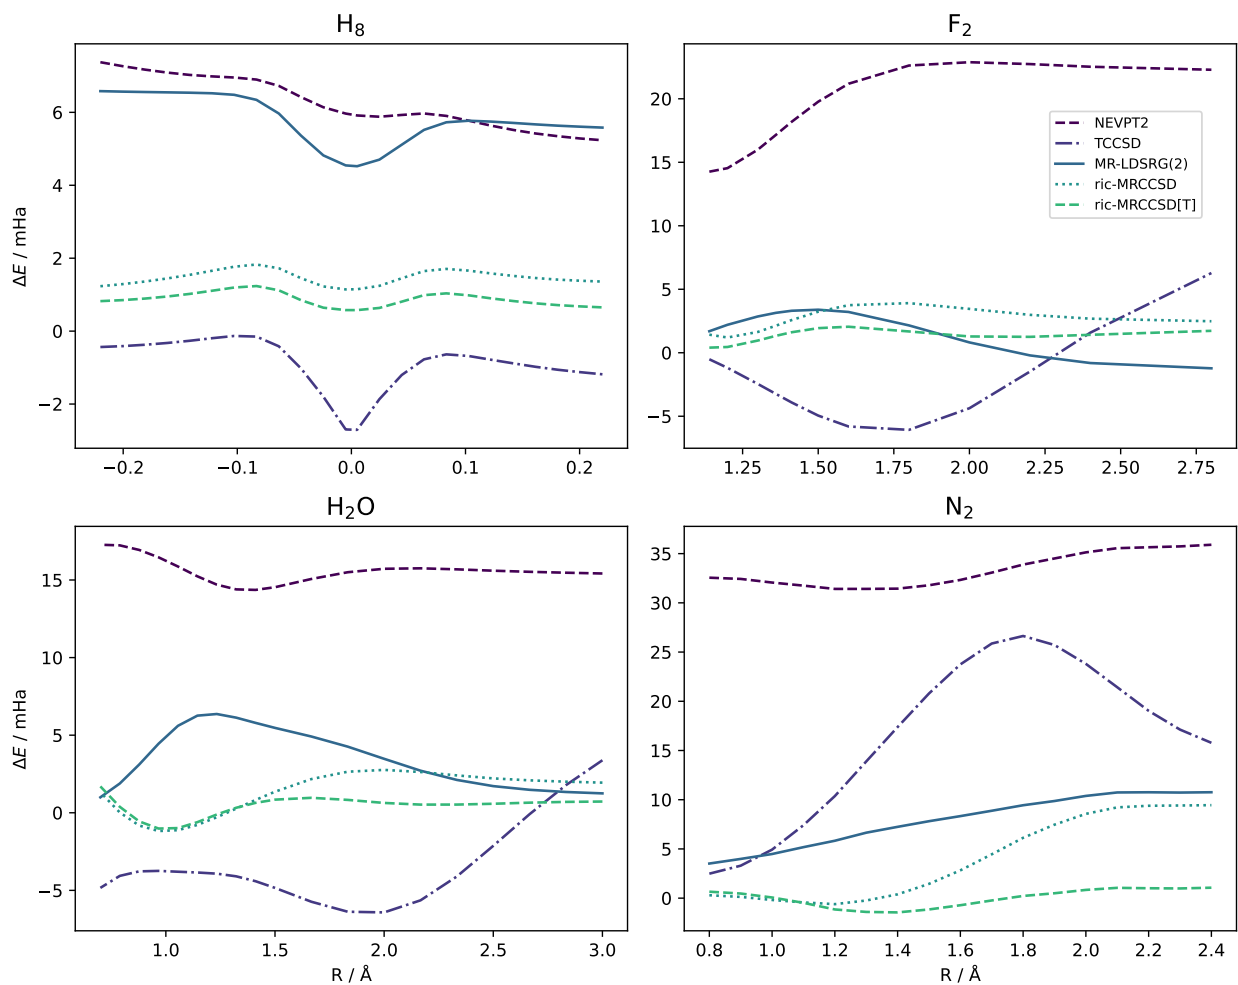 H₈
ΔE / mHa
6
4
2
0
−2
−0.2 −0.1 0.0 0.1 0.2
F₂
20
15
10
5
0
−5
NEVPT2
TCCSD
MR-LDSRG(2)
ric-MRCCSD
ric-MRCCSD[T]
1.25 1.50 1.75 2.00 2.25 2.50 2.75
H₂O
ΔE / mHa
15
10
5
0
−5
1.0 1.5 2.0 2.5 3.0
R / Å
N₂
35
30
25
20
15
10
5
0
0.8 1.0 1.2 1.4 1.6 1.8 2.0 2.2 2.4
R / Å